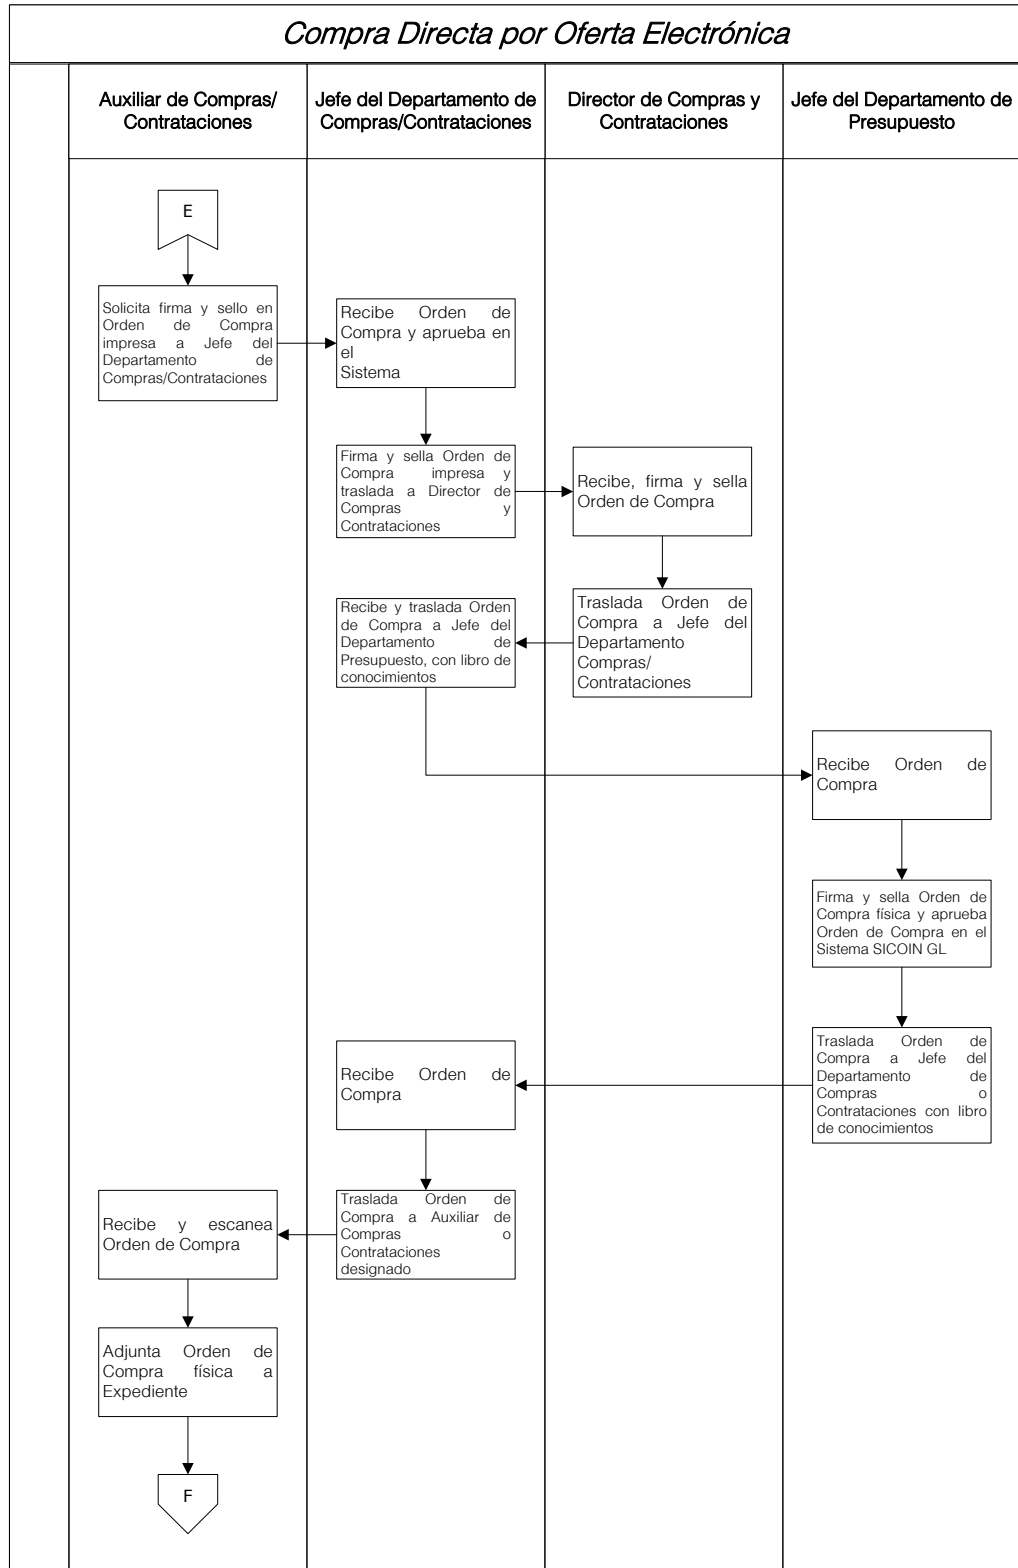 Compra Directa por Oferta Electrónica
Auxiliar de Compras/
Contrataciones
Jefe del Departamento de
Compras/Contrataciones
Director de Compras y
Contrataciones
Jefe del Departamento de
Presupuesto
E
Solicita firma y sello en
Orden de Compra
impresa a Jefe del
Departamento de
Compras/Contrataciones
Recibe Orden de
Compra y aprueba en
el
Sistema
Firma y sella Orden de
Compra impresa y
traslada a Director de
Compras y
Contrataciones
Recibe, firma y sella
Orden de Compra
Traslada Orden de
Compra a Jefe del
Departamento
Compras/
Contrataciones
Recibe y traslada Orden
de Compra a Jefe del
Departamento de
Presupuesto, con libro de
conocimientos
Recibe Orden de
Compra
Firma y sella Orden de
Compra física y aprueba
Orden de Compra en el
Sistema SICOIN GL
Traslada Orden de
Compra a Jefe del
Departamento de
Compras o
Contrataciones con libro
de conocimientos
Recibe Orden de
Compra
Traslada Orden de
Compra a Auxiliar de
Compras o
Contrataciones
designado
Recibe y escanea
Orden de Compra
Adjunta Orden de
Compra física a
Expediente
F